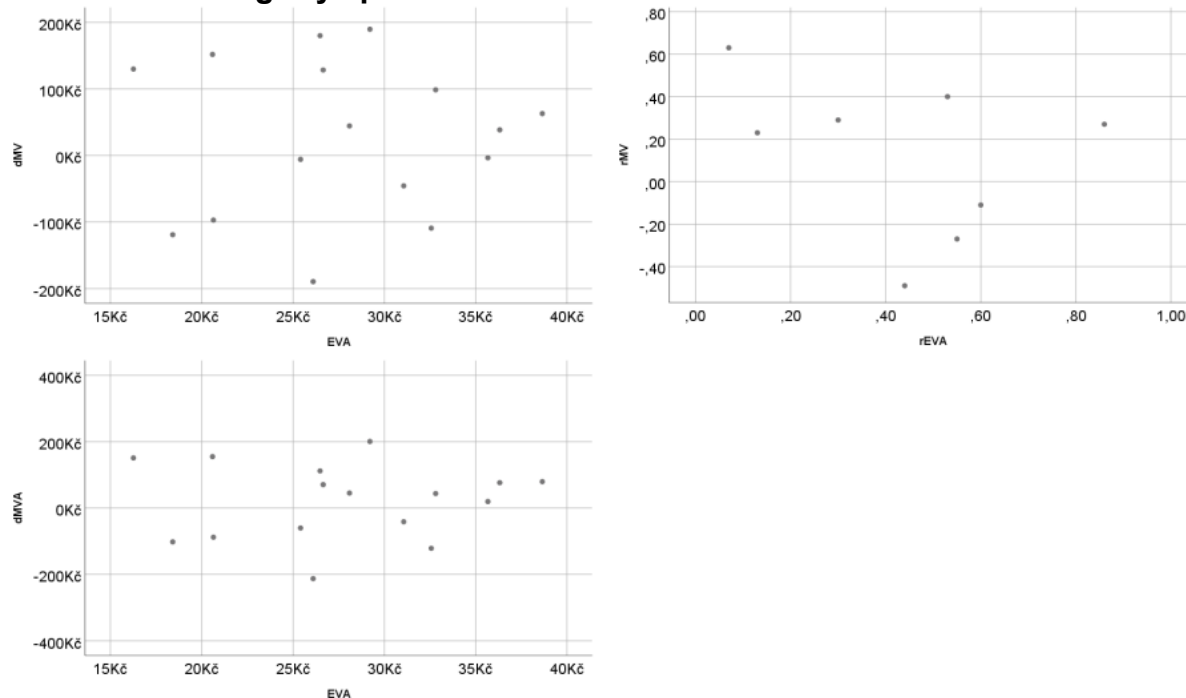 200Kč
100Kč
0Kč
-100Kč
-200Kč
dMV
15Kč 20Kč 25Kč 30Kč 35Kč 40Kč
EVA
,80
,60
,40
,20
,00
-,20
-,40
rMV
,00 ,20 ,40 ,60 ,80 1,00
rEVA
400Kč
200Kč
0Kč
-200Kč
-400Kč
dMVA
15Kč 20Kč 25Kč 30Kč 35Kč 40Kč
EVA